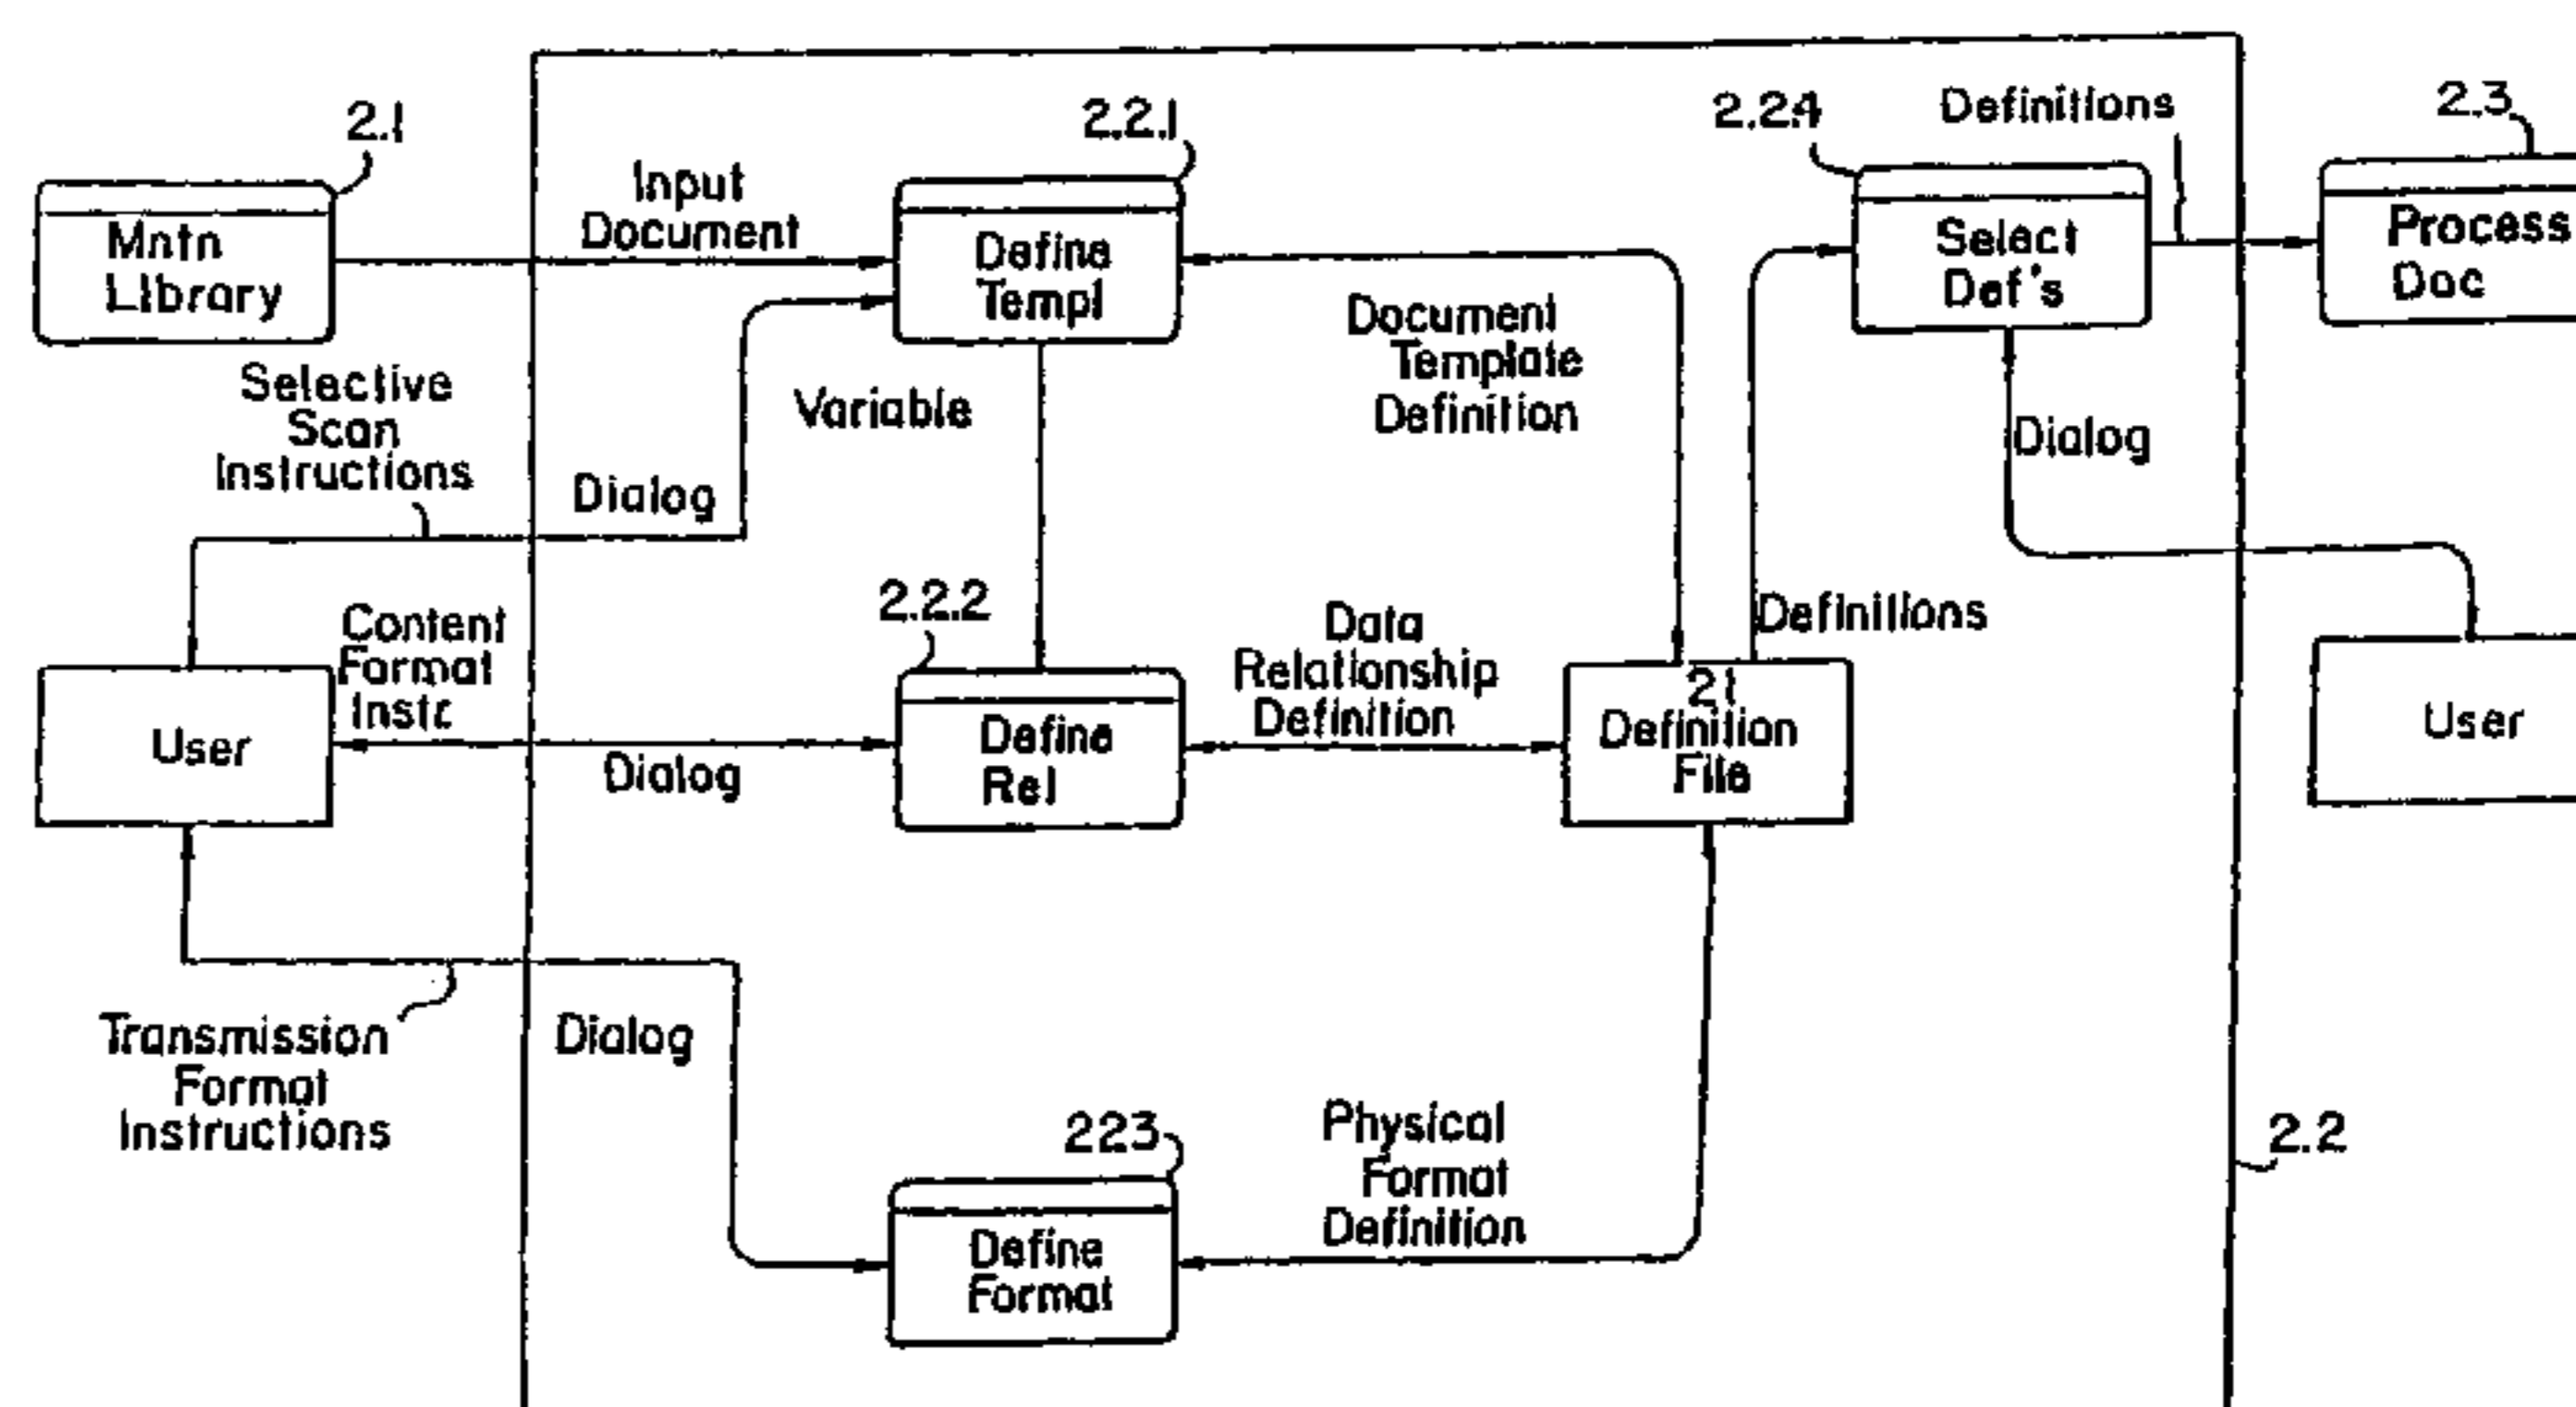 2.1
2.2.1
2.2.4
Definitions
2.3
Input
Document
Mntn
Library
Define
Templ
Select
Def's
Process
Doc
Selective
Scan
Instructions
Variable
Document
Template
Definition
Dialog
Dialog
2.2.2
Content
Format
Instr
Data
Relationship
Definition
Definitions
User
Dialog
Define
Rel
21
Definition
File
User
Transmission
Format
Instructions
Dialog
223
Physical
Format
Definition
2.2
Define
Format